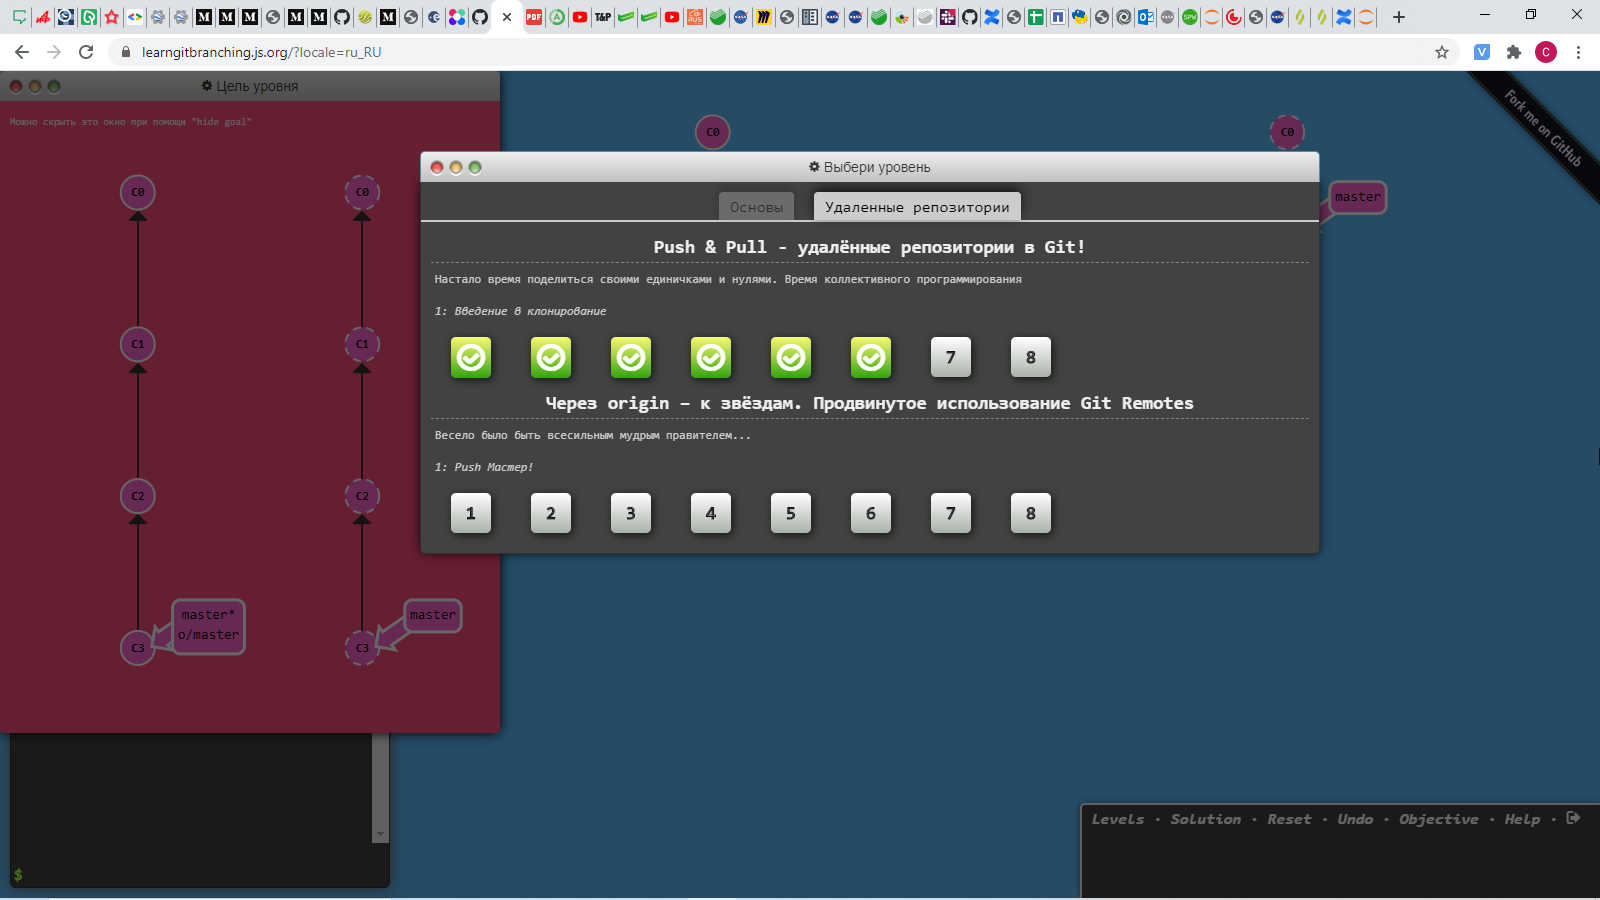 PDF
T&P
SPW
learngitbranching.js.org/?locale=ru_RU
V
C
Цель уровня
Можно скрыть это окно при помощи "hide goal"
C0
C0
C1
C1
C2
C2
master*
o/master
master
C3
C3
C0
C0
master
Fork me on GitHub
Выбери уровень
Основы
Удаленные репозитории
Push & Pull - удалённые репозитории в Git!
Настало время поделиться своими единичками и нулями. Время коллективного программирования
1: Введение в клонирование
7
8
Через origin – к звёздам. Продвинутое использование Git Remotes
Весело было быть всесильным мудрым правителем...
1: Push Мастер!
1 2 3 4 5 6 7 8
$
Levels · Solution · Reset · Undo · Objective · Help ·